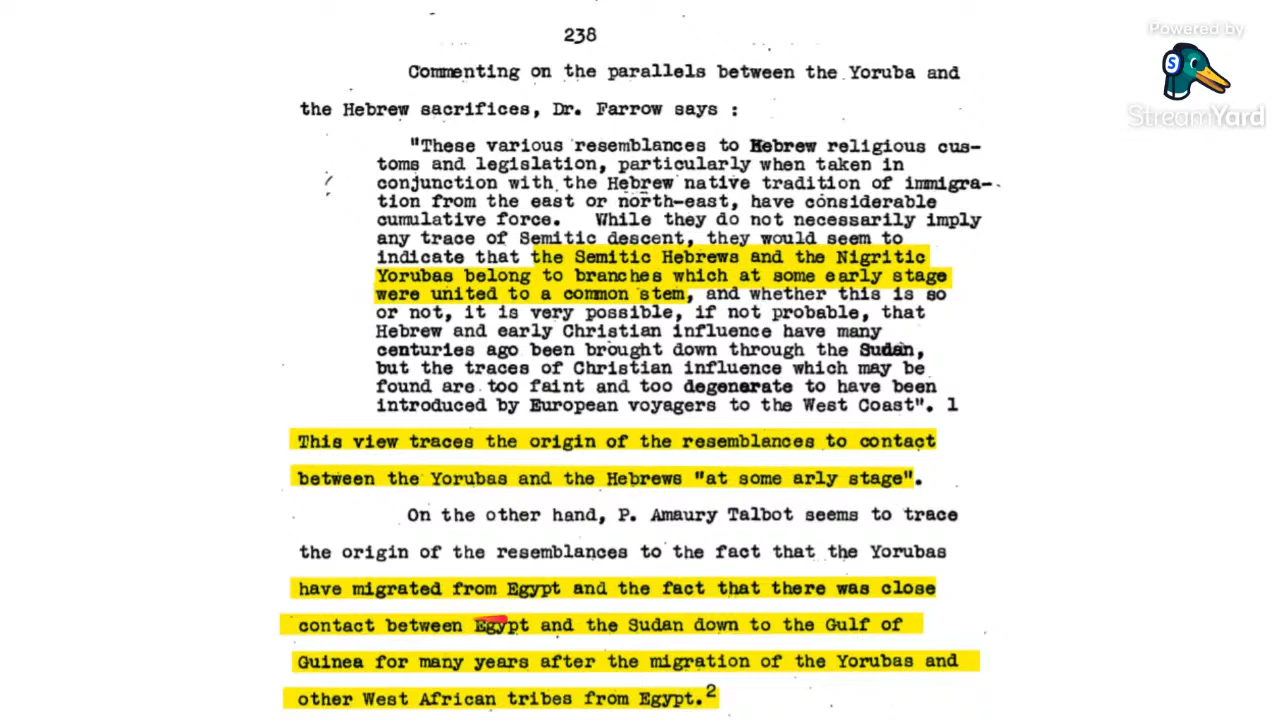 238
Powered by
StreamYard
Commenting on the parallels between the Yoruba and
the Hebrew sacrifices, Dr. Farrow says :
"These various resemblances to Hebrew religious cus-
toms and legislation, particularly when taken in
conjunction with the Hebrew native tradition of immigra-
tion from the east or north-east, have considerable
cumulative force. While they do not necessarily imply
any trace of Semitic descent, they would seem to
indicate that the Semitic Hebrews and the Nigritic
Yorubas belong to branches which at some early stage
were united to a common stem, and whether this is so
or not, it is very possible, if not probable, that
Hebrew and early Christian influence have many
centuries ago been brought down through the Sudan,
but the traces of Christian influence which may be
found are too faint and too degenerate to have been
introduced by European voyagers to the West Coast". 1
This view traces the origin of the resemblances to contact
between the Yorubas and the Hebrews "at some arly stage".
On the other hand, P. Amaury Talbot seems to trace
the origin of the resemblances to the fact that the Yorubas
have migrated from Egypt and the fact that there was close
contact between Egypt and the Sudan down to the Gulf of
Guinea for many years after the migration of the Yorubas and
other West African tribes from Egypt.2